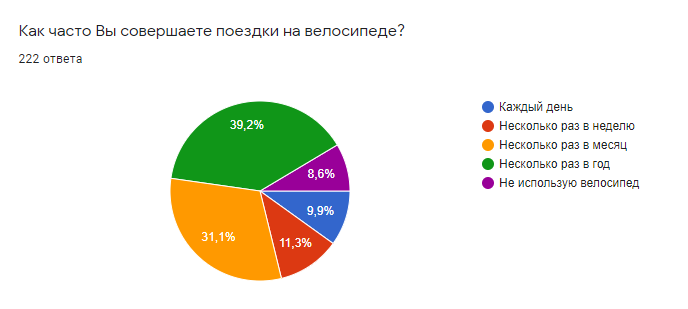 Как часто Вы совершаете поездки на велосипеде?
222 ответа
39,2%
8,6%
9,9%
31,1%
11,3%
Каждый день
Несколько раз в неделю
Несколько раз в месяц
Несколько раз в год
Не использую велосипед